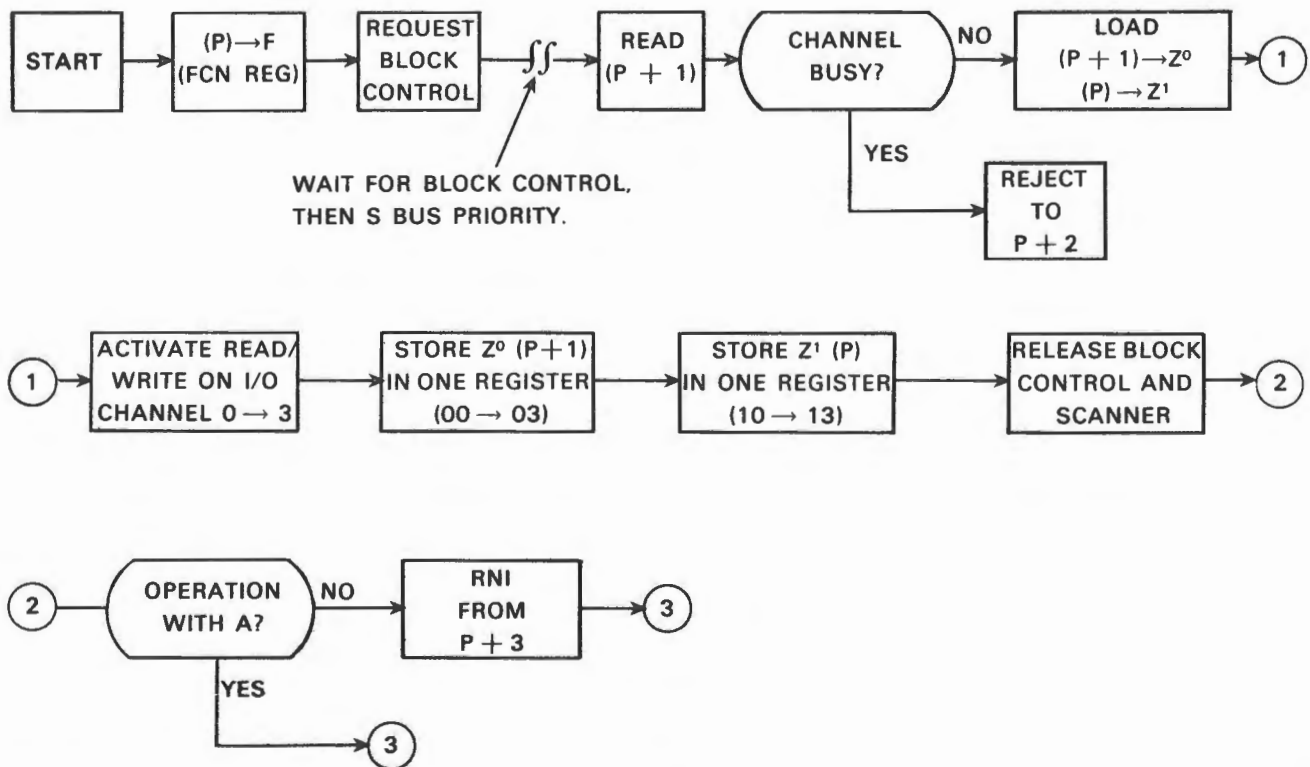 START
(P)→F
(FCN REG)
REQUEST
BLOCK
CONTROL
WAIT FOR BLOCK CONTROL,
THEN S BUS PRIORITY.
READ
(P + 1)
CHANNEL
BUSY?
NO
YES
REJECT
TO
P + 2
LOAD
(P + 1)→Z⁰
(P)→Z¹
1
1
ACTIVATE READ/
WRITE ON I/O
CHANNEL 0→3
STORE Z⁰ (P+1)
IN ONE REGISTER
(00→03)
STORE Z¹ (P)
IN ONE REGISTER
(10→13)
RELEASE BLOCK
CONTROL AND
SCANNER
2
2
OPERATION
WITH A?
NO
RNI
FROM
P + 3
3
YES
3